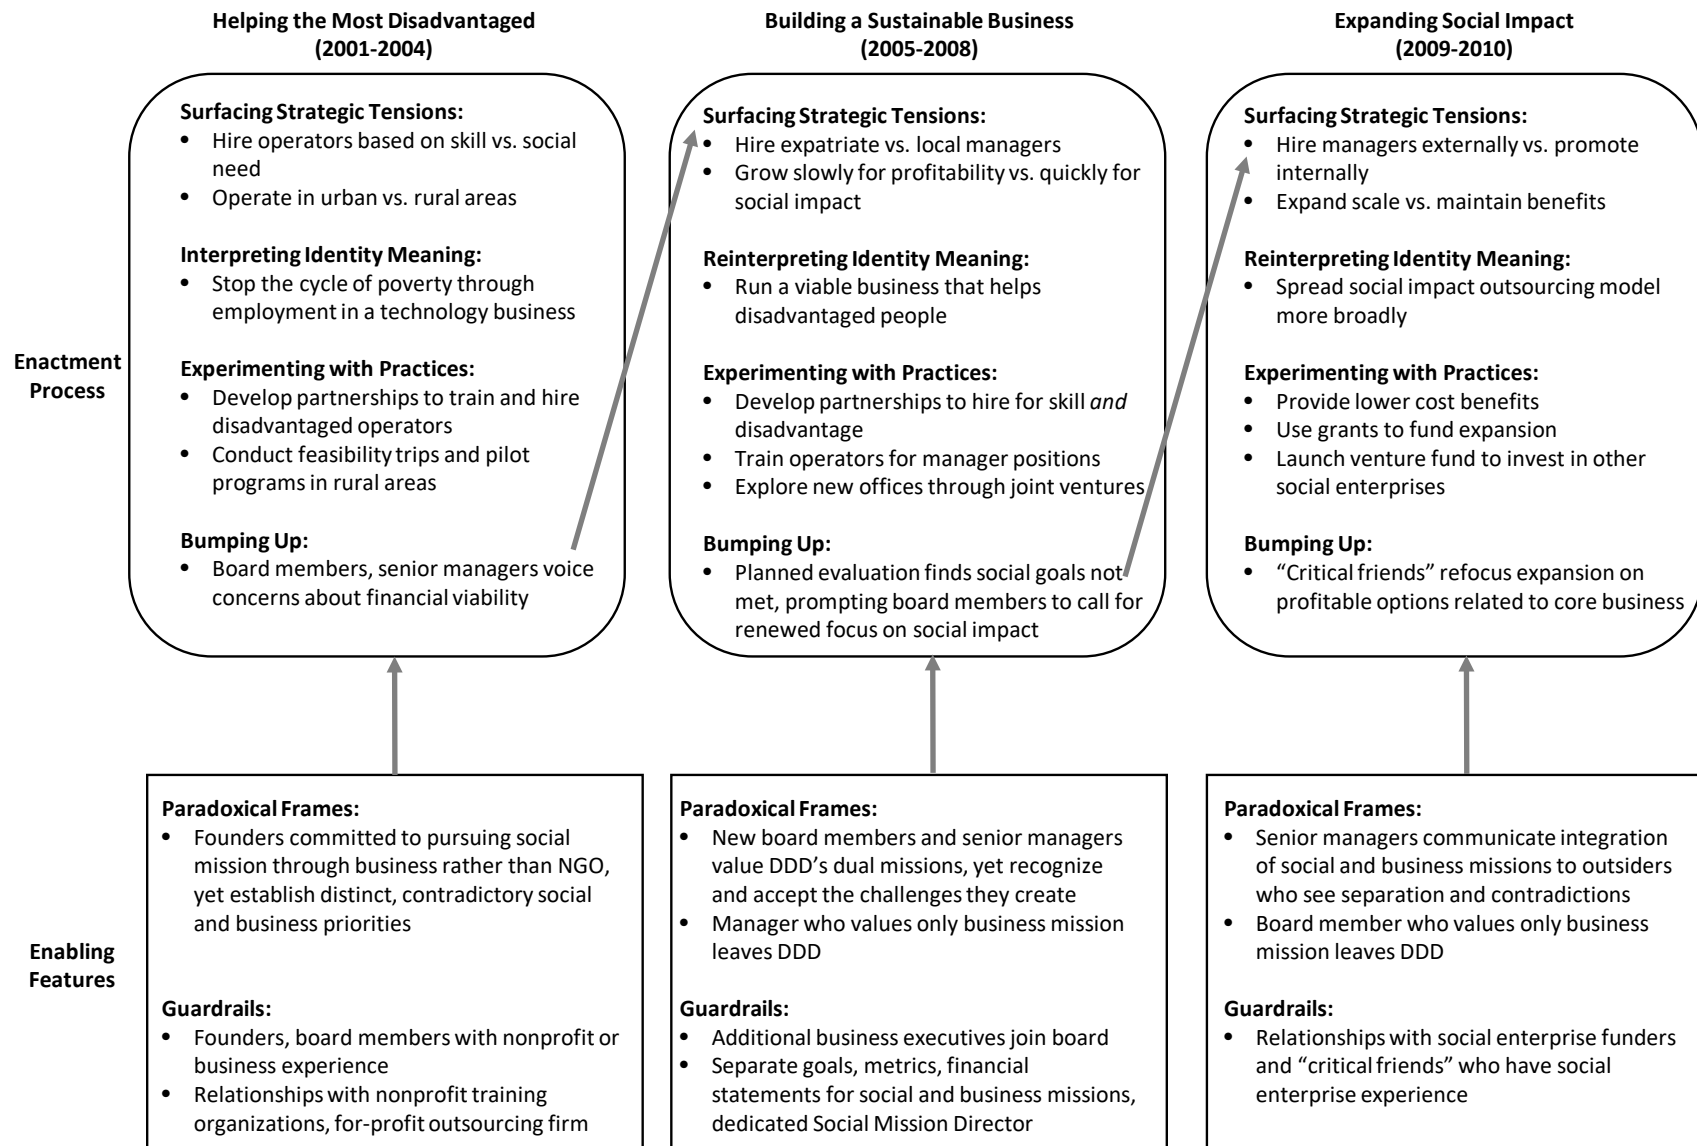 Helping the Most Disadvantaged
(2001-2004)
Building a Sustainable Business
(2005-2008)
Expanding Social Impact
(2009-2010)
Enactment
Process
Surfacing Strategic Tensions:
• Hire operators based on skill vs. social
need
• Operate in urban vs. rural areas
Interpreting Identity Meaning:
• Stop the cycle of poverty through
employment in a technology business
Experimenting with Practices:
• Develop partnerships to train and hire
disadvantaged operators
• Conduct feasibility trips and pilot
programs in rural areas
Bumping Up:
• Board members, senior managers voice
concerns about financial viability
Surfacing Strategic Tensions:
• Hire expatriate vs. local managers
• Grow slowly for profitability vs. quickly for
social impact
Reinterpreting Identity Meaning:
• Run a viable business that helps
disadvantaged people
Experimenting with Practices:
• Develop partnerships to hire for skill and
disadvantage
• Train operators for manager positions
• Explore new offices through joint ventures
Bumping Up:
• Planned evaluation finds social goals not
met, prompting board members to call for
renewed focus on social impact
Surfacing Strategic Tensions:
• Hire managers externally vs. promote
internally
• Expand scale vs. maintain benefits
Reinterpreting Identity Meaning:
• Spread social impact outsourcing model
more broadly
Experimenting with Practices:
• Provide lower cost benefits
• Use grants to fund expansion
• Launch venture fund to invest in other
social enterprises
Bumping Up:
• “Critical friends” refocus expansion on
profitable options related to core business
Enabling
Features
Paradoxical Frames:
• Founders committed to pursuing social
mission through business rather than NGO,
yet establish distinct, contradictory social
and business priorities
Guardrails:
• Founders, board members with nonprofit or
business experience
• Relationships with nonprofit training
organizations, for-profit outsourcing firm
Paradoxical Frames:
• New board members and senior managers
value DDD’s dual missions, yet recognize
and accept the challenges they create
• Manager who values only business mission
leaves DDD
Guardrails:
• Additional business executives join board
• Separate goals, metrics, financial
statements for social and business missions,
dedicated Social Mission Director
Paradoxical Frames:
• Senior managers communicate integration
of social and business missions to outsiders
who see separation and contradictions
• Board member who values only business
mission leaves DDD
Guardrails:
• Relationships with social enterprise funders
and “critical friends” who have social
enterprise experience